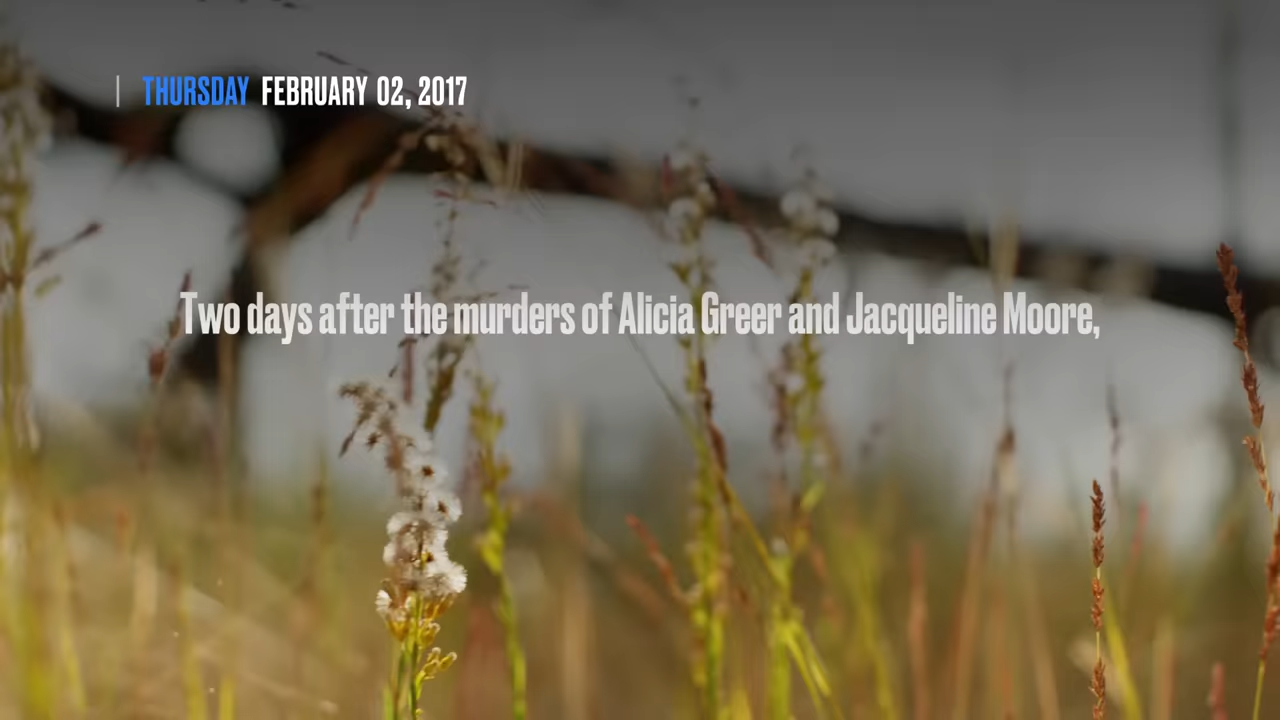 THURSDAY FEBRUARY 02, 2017
Two days after the murders of Alicia Greer and Jacqueline Moore,